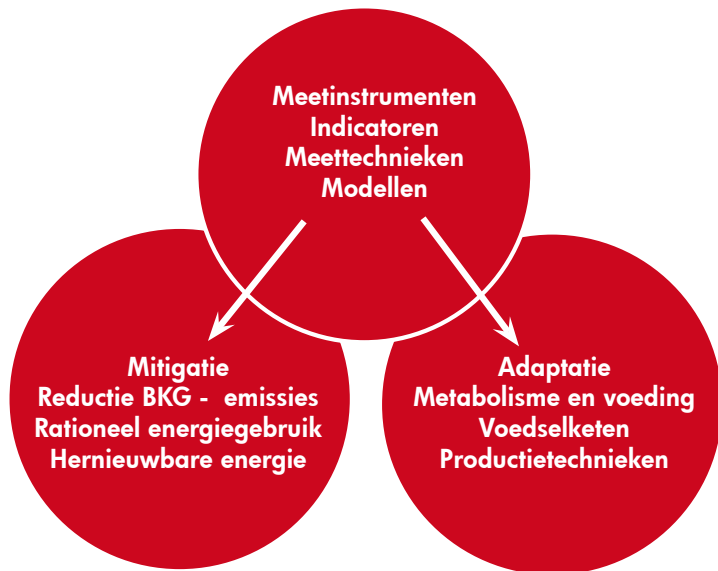 Meetinstrumenten
Indicatoren
Meettechnieken
Modellen
Mitigatie
Reductie BKG - emissies
Rationeel energiegebruik
Hernieuwbare energie
Adaptatie
Metabolisme en voeding
Voedselketen
Productietechnieken